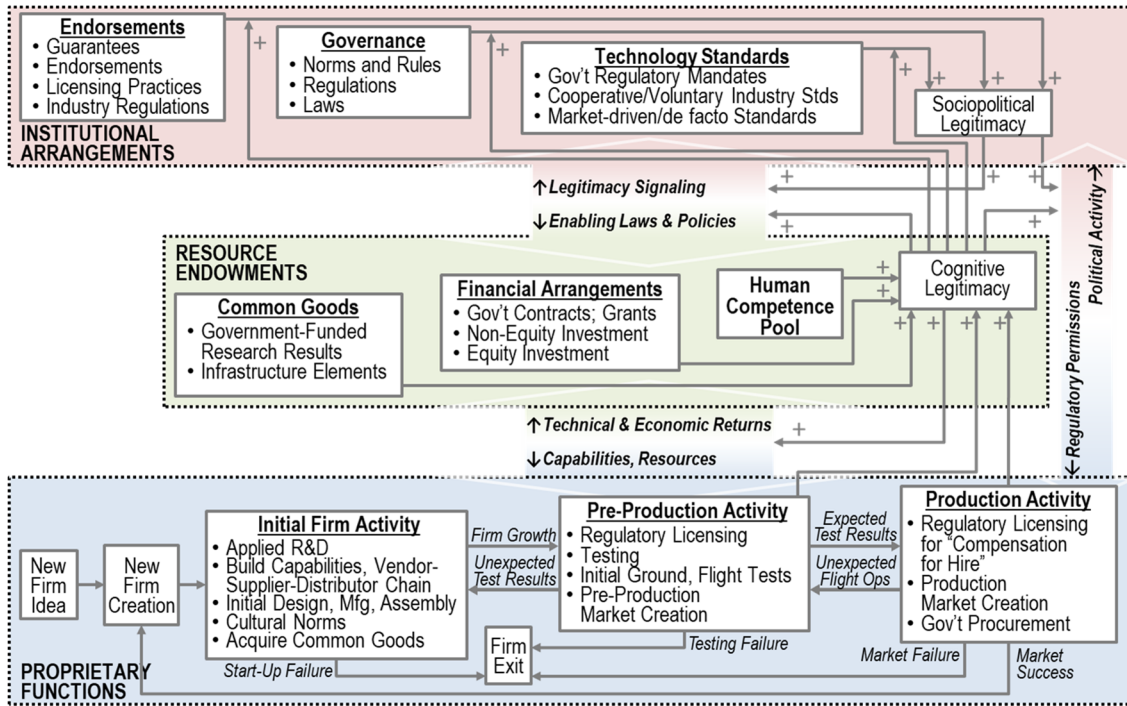 Endorsements
• Guarantees
• Endorsements
• Licensing Practices
• Industry Regulations
Governance
• Norms and Rules
• Regulations
• Laws
Technology Standards
• Gov't Regulatory Mandates
• Cooperative/Voluntary Industry Stds
• Market-driven/de facto Standards
Sociopolitical
Legitimacy
+
+
+
+
+
+
INSTITUTIONAL
ARRANGEMENTS
↑ Legitimacy Signaling
↓ Enabling Laws & Policies
+
+
+
+
+
Political Activity →
← Regulatory Permissions
RESOURCE
ENDOWMENTS
Common Goods
• Government-Funded
Research Results
• Infrastructure Elements
Financial Arrangements
• Gov't Contracts; Grants
• Non-Equity Investment
• Equity Investment
Human
Competence
Pool
Cognitive
Legitimacy
+
+
+
+
+
↑ Technical & Economic Returns
↓ Capabilities, Resources
+
New
Firm
Idea
New
Firm
Creation
Initial Firm Activity
• Applied R&D
• Build Capabilities, Vendor-
Supplier-Distributor Chain
• Initial Design, Mfg, Assembly
• Cultural Norms
• Acquire Common Goods
Firm Growth
Unexpected
Test Results
Pre-Production Activity
• Regulatory Licensing
• Testing
• Initial Ground, Flight Tests
• Pre-Production
Market Creation
Expected
Test Results
Unexpected
Flight Ops
Production Activity
• Regulatory Licensing
for "Compensation
for Hire"
• Production
Market Creation
• Gov't Procurement
Firm
Exit
Start-Up Failure
Testing Failure
Market Failure
Market
Success
PROPRIETARY
FUNCTIONS